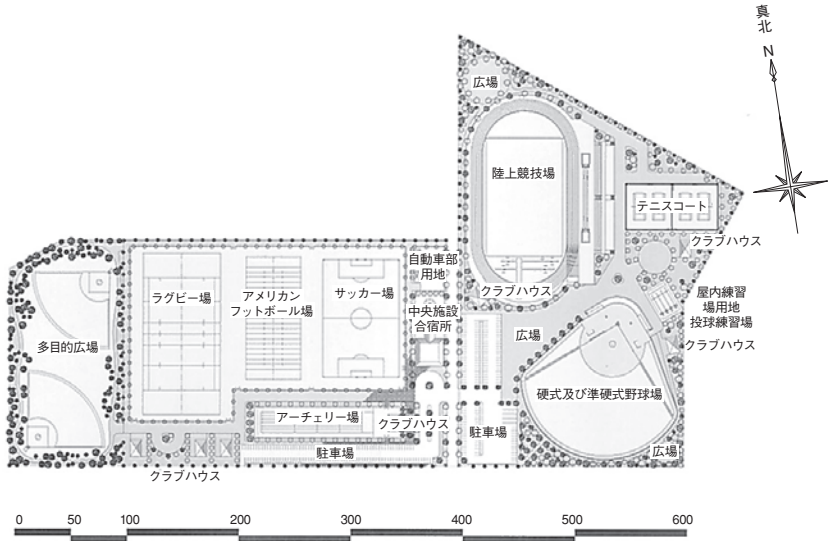 真北
N
広場
陸上競技場
テニスコート
クラブハウス
自動車部
用地
クラブハウス
ラグビー場
アメリカン
フットボール場
サッカー場
中央施設
合宿所
屋内練習
場用地
投球練習場
広場
クラブハウス
多目的広場
硬式及び準硬式野球場
アーチェリー場
クラブハウス
駐車場
駐車場
広場
クラブハウス
0 50 100 200 300 400 500 600